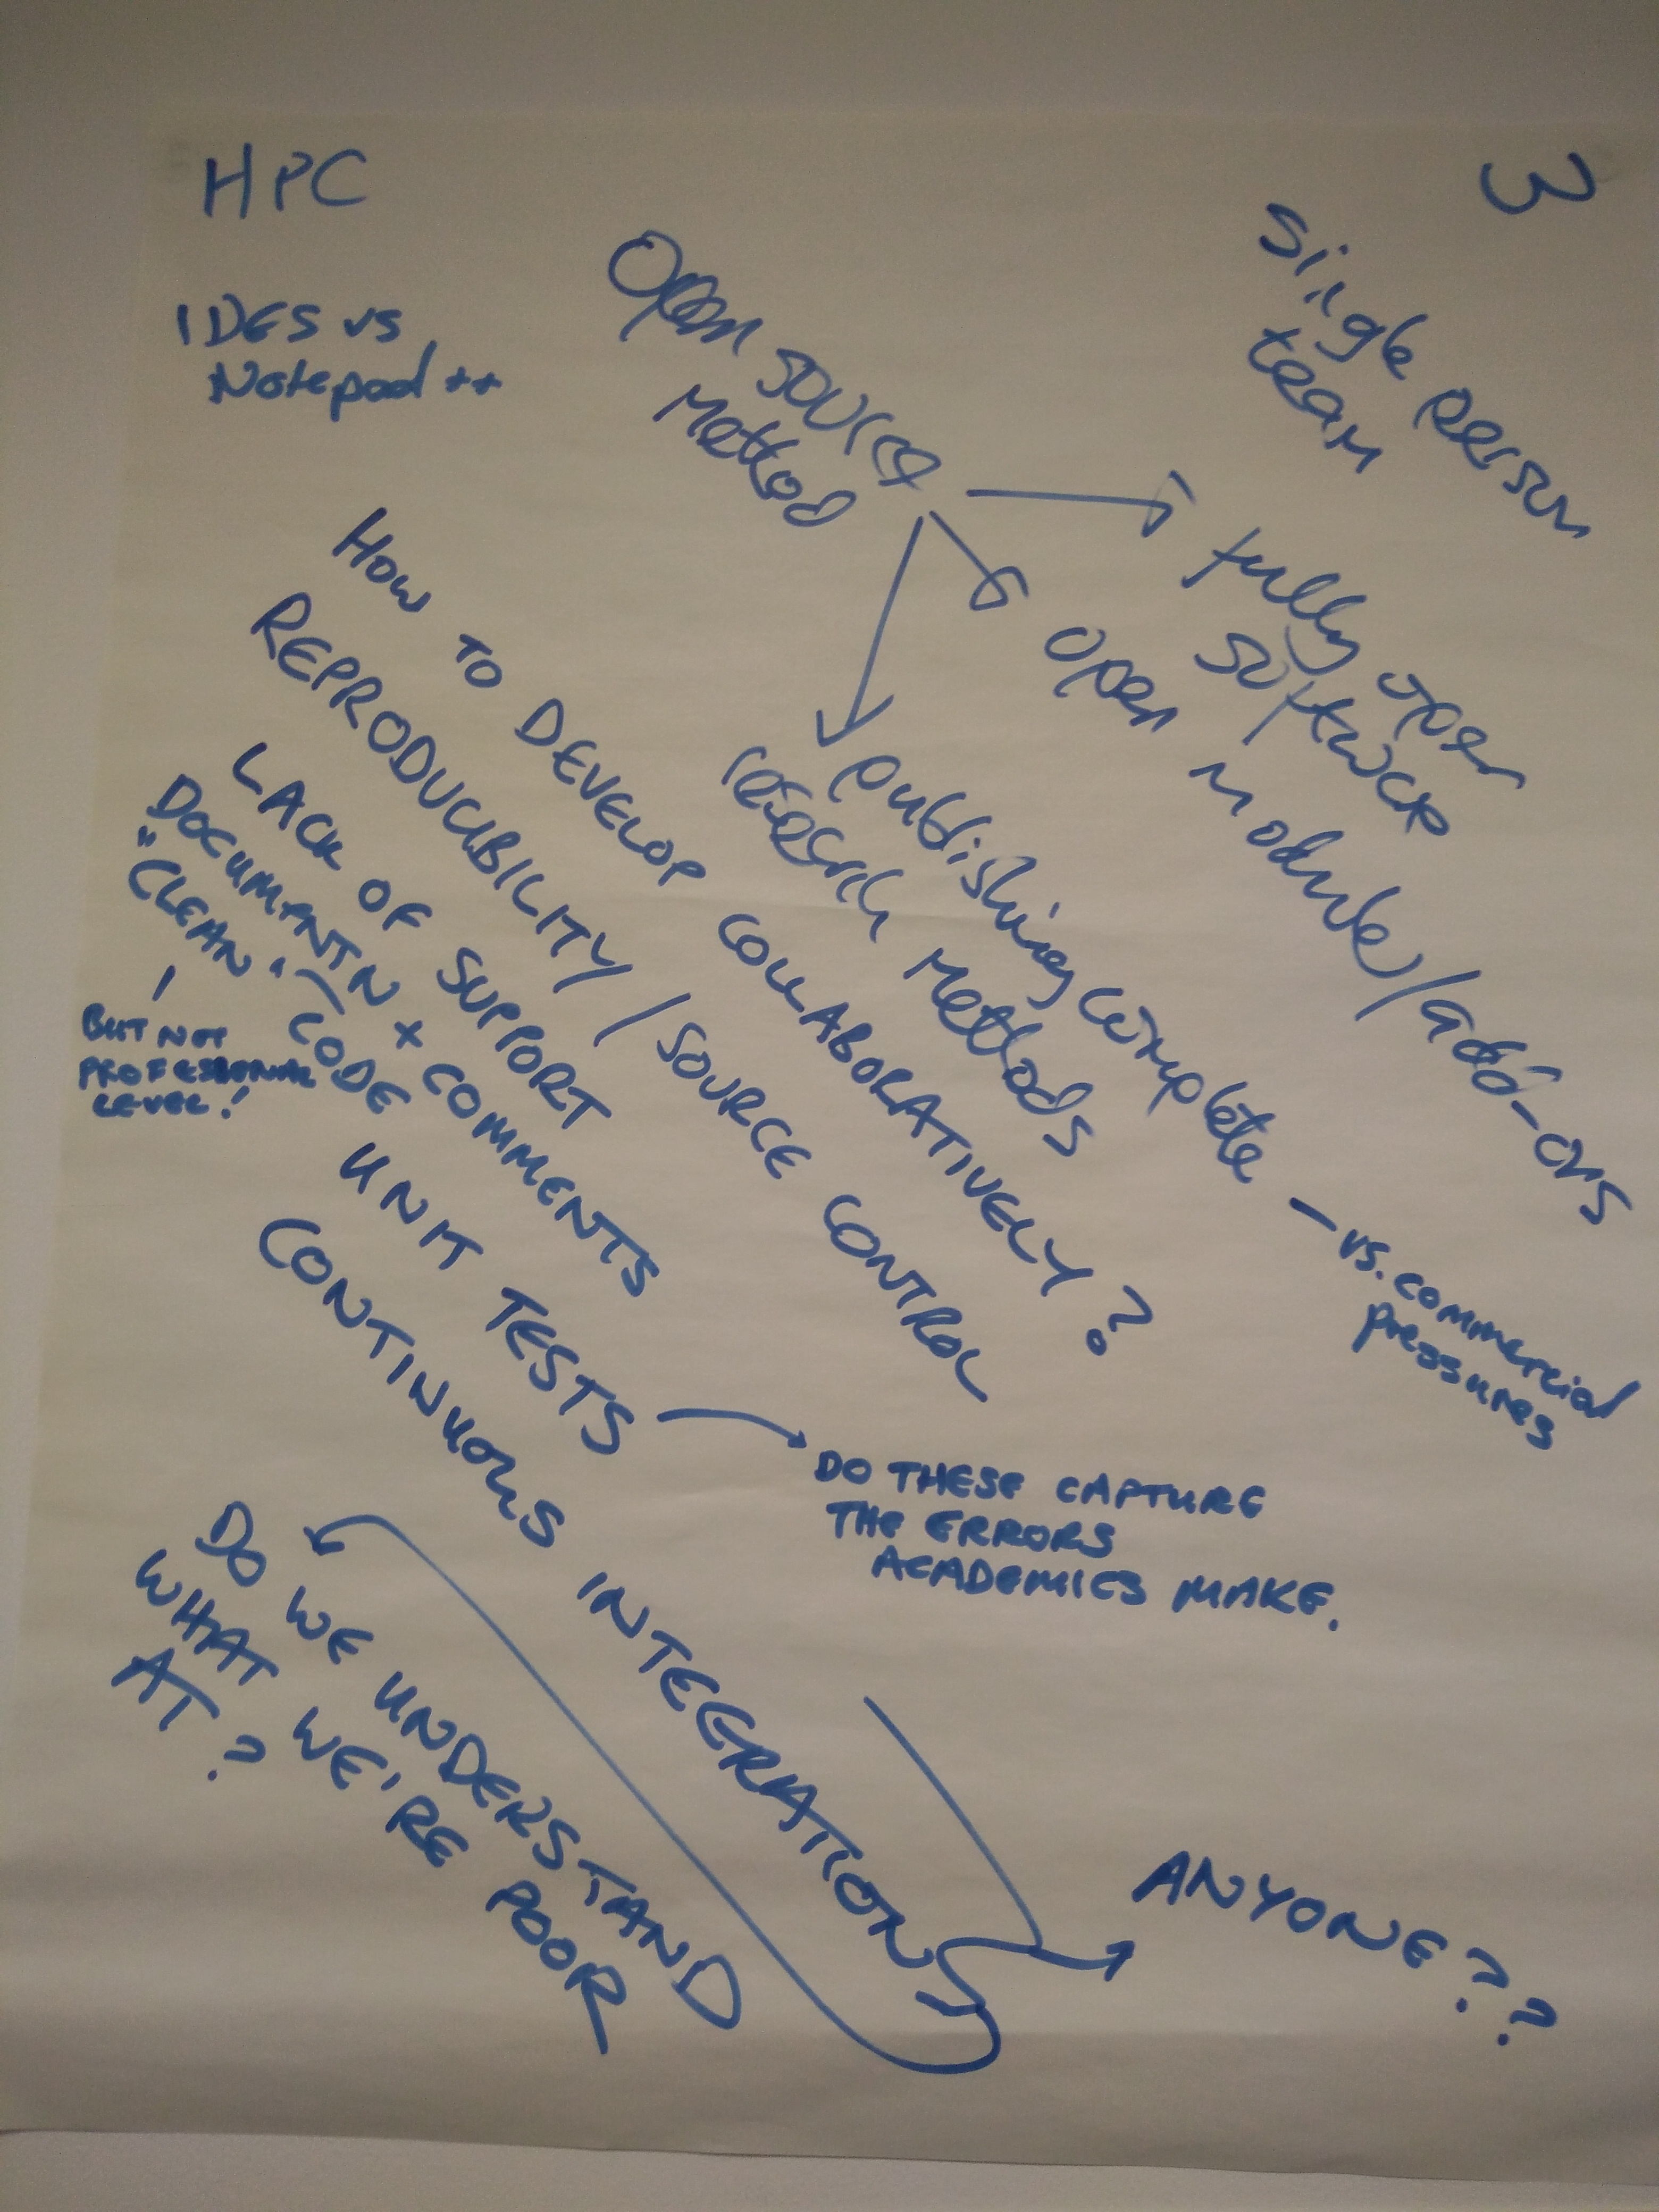 3
HPC
IDES vs
Notepad ++
Single person
team
Open source
Method
fully open
software
open module/add-ons
publishing complete
research methods
- vs. commercial
pressures
HOW TO DEVELOP COLLABORATIVELY?
REPRODUCIBILITY / SOURCE CONTROL
LACK OF SUPPORT
DOCUMANTN + COMMENTS
"CLEAN" CODE
BUT NOT
PROFESSIONAL
LEVEL!
UNIT TESTS
DO THESE CAPTURE
THE ERRORS
ACADEMICS MAKE.
CONTINUOUS INTEGRATION
ANYONE??
DO WE UNDERSTAND
WHAT WE'RE POOR
AT?